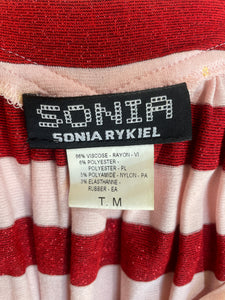 SONIA
SONIA RYKIEL
86% VISCOSE - RAYON - VI
6% POLYESTER -
POLYESTER - PL
5% POLYAMIDE - NYLON - PA
3% ELASTHANNE -
RUBBER - EA
T. M